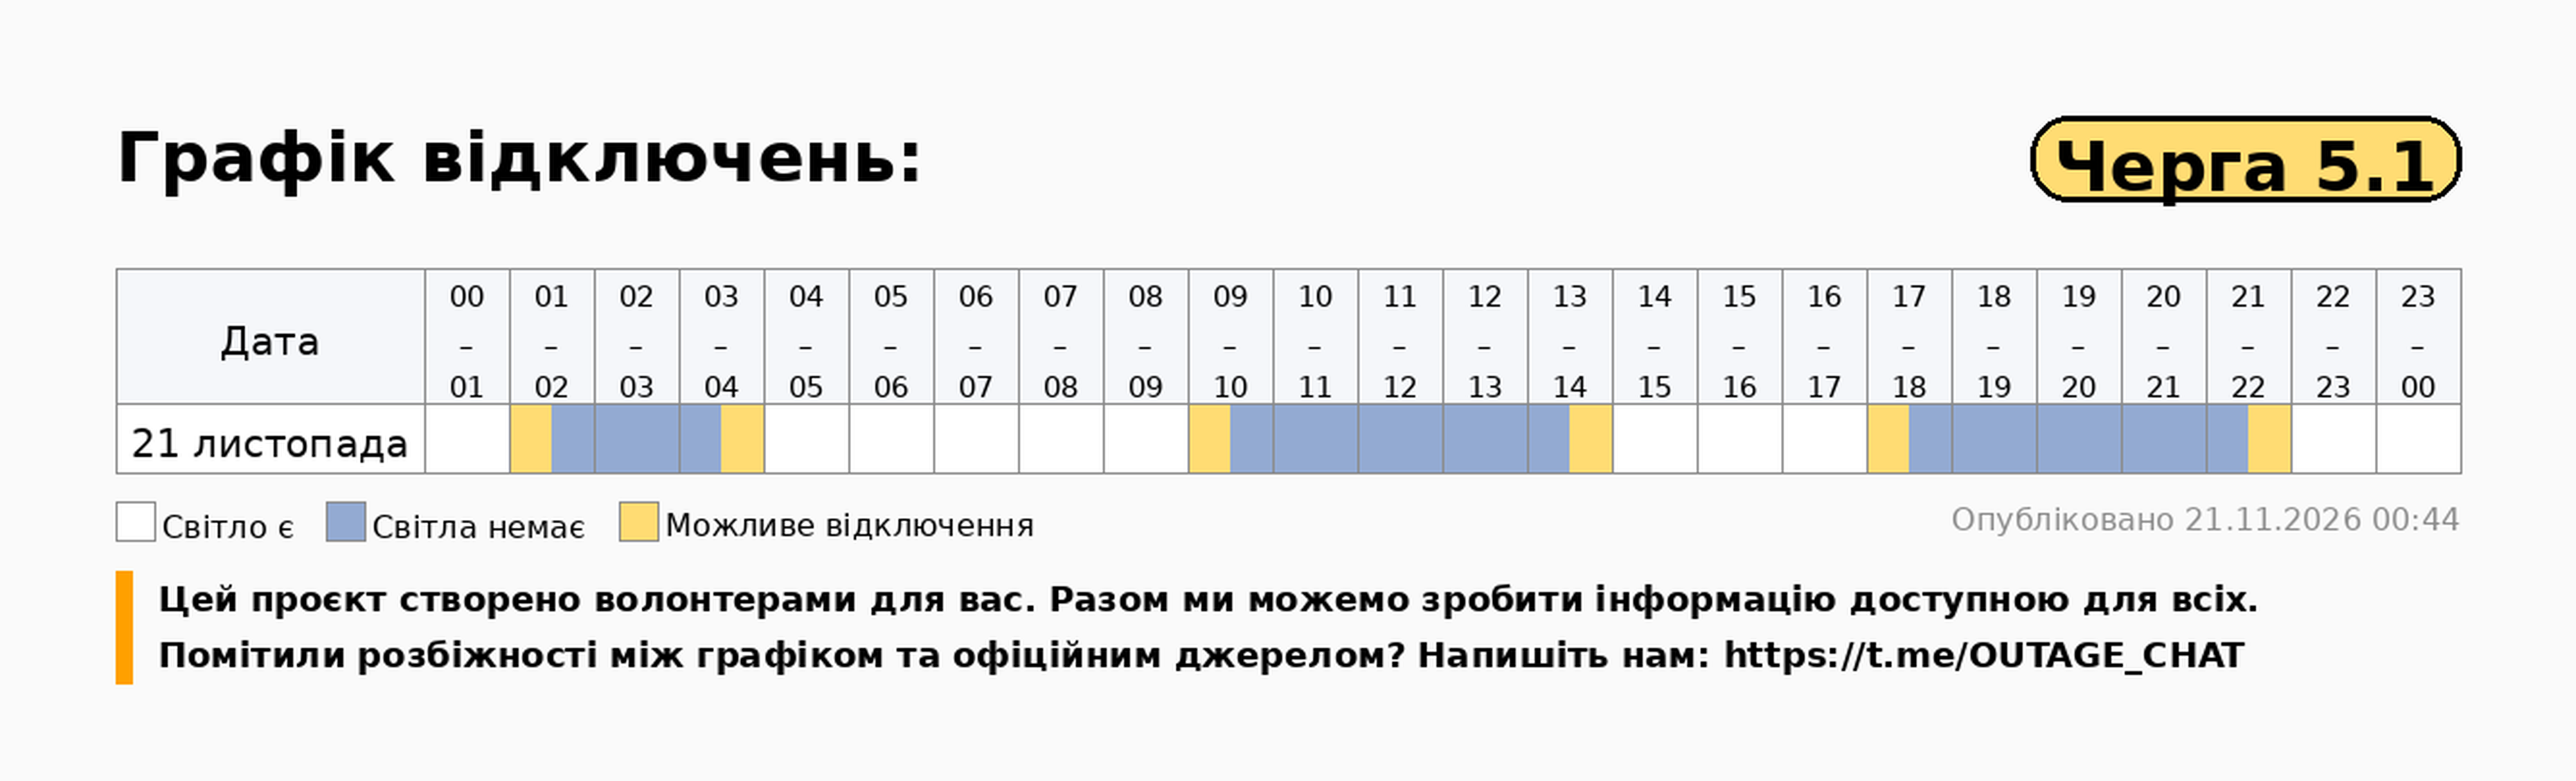 Графік відключень:
Черга 5.1
Дата
00 – 01
01 – 02
02 – 03
03 – 04
04 – 05
05 – 06
06 – 07
07 – 08
08 – 09
09 – 10
10 – 11
11 – 12
12 – 13
13 – 14
14 – 15
15 – 16
16 – 17
17 – 18
18 – 19
19 – 20
20 – 21
21 – 22
22 – 23
23 – 00
21 листопада
Світло є
Світла немає
Можливе відключення
Опубліковано 21.11.2026 00:44
Цей проєкт створено волонтерами для вас. Разом ми можемо зробити інформацію доступною для всіх.
Помітили розбіжності між графіком та офіційним джерелом? Напишіть нам: https://t.me/OUTAGE_CHAT